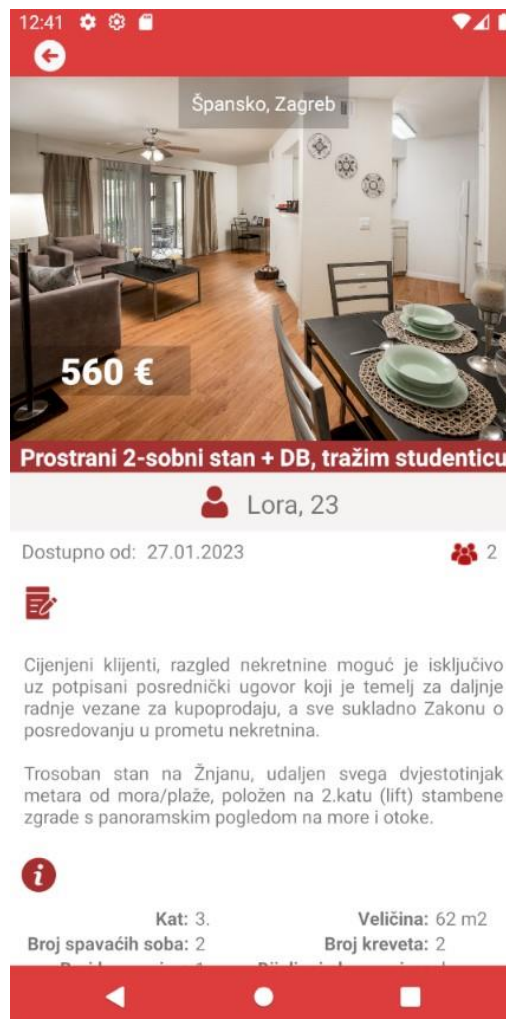 12:41
Špansko, Zagreb
560 €
Prostrani 2-sobni stan + DB, tražim studenticu
Lora, 23
Dostupno od: 27.01.2023 2
Cijenjeni klijenti, razgled nekretnine moguć je isključivo
uz potpisani posrednički ugovor koji je temelj za daljnje
radnje vezane za kupoprodaju, a sve sukladno Zakonu o
posredovanju u prometu nekretnina.
Trosoban stan na Žnjanu, udaljen svega dvjestotinjak
metara od mora/plaže, položen na 2.katu (lift) stambene
zgrade s panoramskim pogledom na more i otoke.
Kat: 3. Veličina: 62 m2
Broj spavaćih soba: 2 Broj kreveta: 2